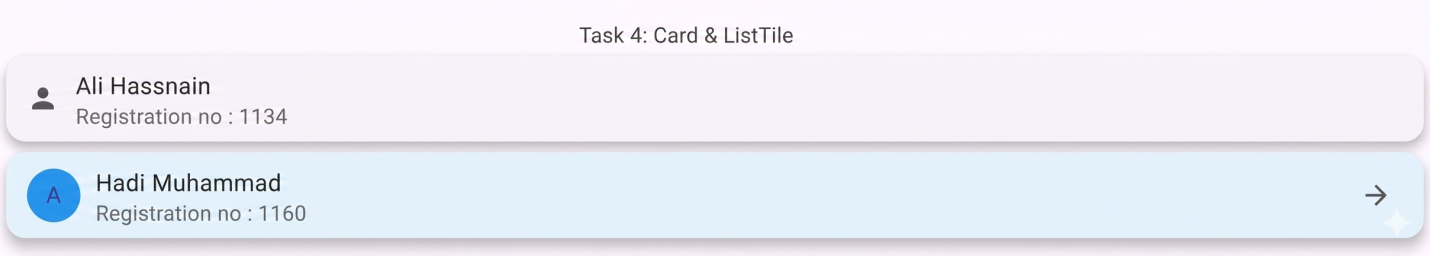 Task 4: Card & ListTile
Ali Hassnain
Registration no : 1134
A
Hadi Muhammad
Registration no : 1160